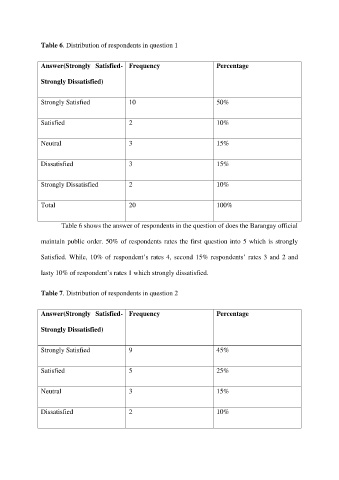 Table 6. Distribution of respondents in question 1
Answer(Strongly Satisfied- Frequency Percentage
Strongly Dissatisfied)
Strongly Satisfied 10 50%
Satisfied 2 10%
Neutral 3 15%
Dissatisfied 3 15%
Strongly Dissatisfied 2 10%
Total 20 100%
Table 6 shows the answer of respondents in the question of does the Barangay official
maintain public order. 50% of respondents rates the first question into 5 which is strongly
Satisfied. While, 10% of respondent's rates 4, second 15% respondents' rates 3 and 2 and
lasty 10% of respondent's rates 1 which strongly dissatisfied.
Table 7. Distribution of respondents in question 2
Answer(Strongly Satisfied- Frequency Percentage
Strongly Dissatisfied)
Strongly Satisfied 9 45%
Satisfied 5 25%
Neutral 3 15%
Dissatisfied 2 10%